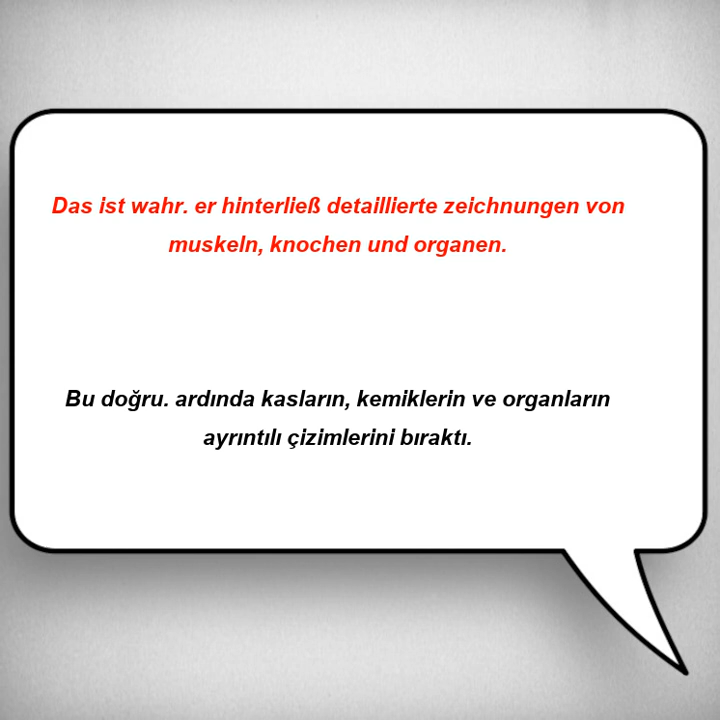 Das ist wahr. er hinterließ detaillierte zeichnungen von
muskeln, knochen und organen.
Bu doğru. ardında kasların, kemiklerin ve organların
ayrıntılı çizimlerini bıraktı.